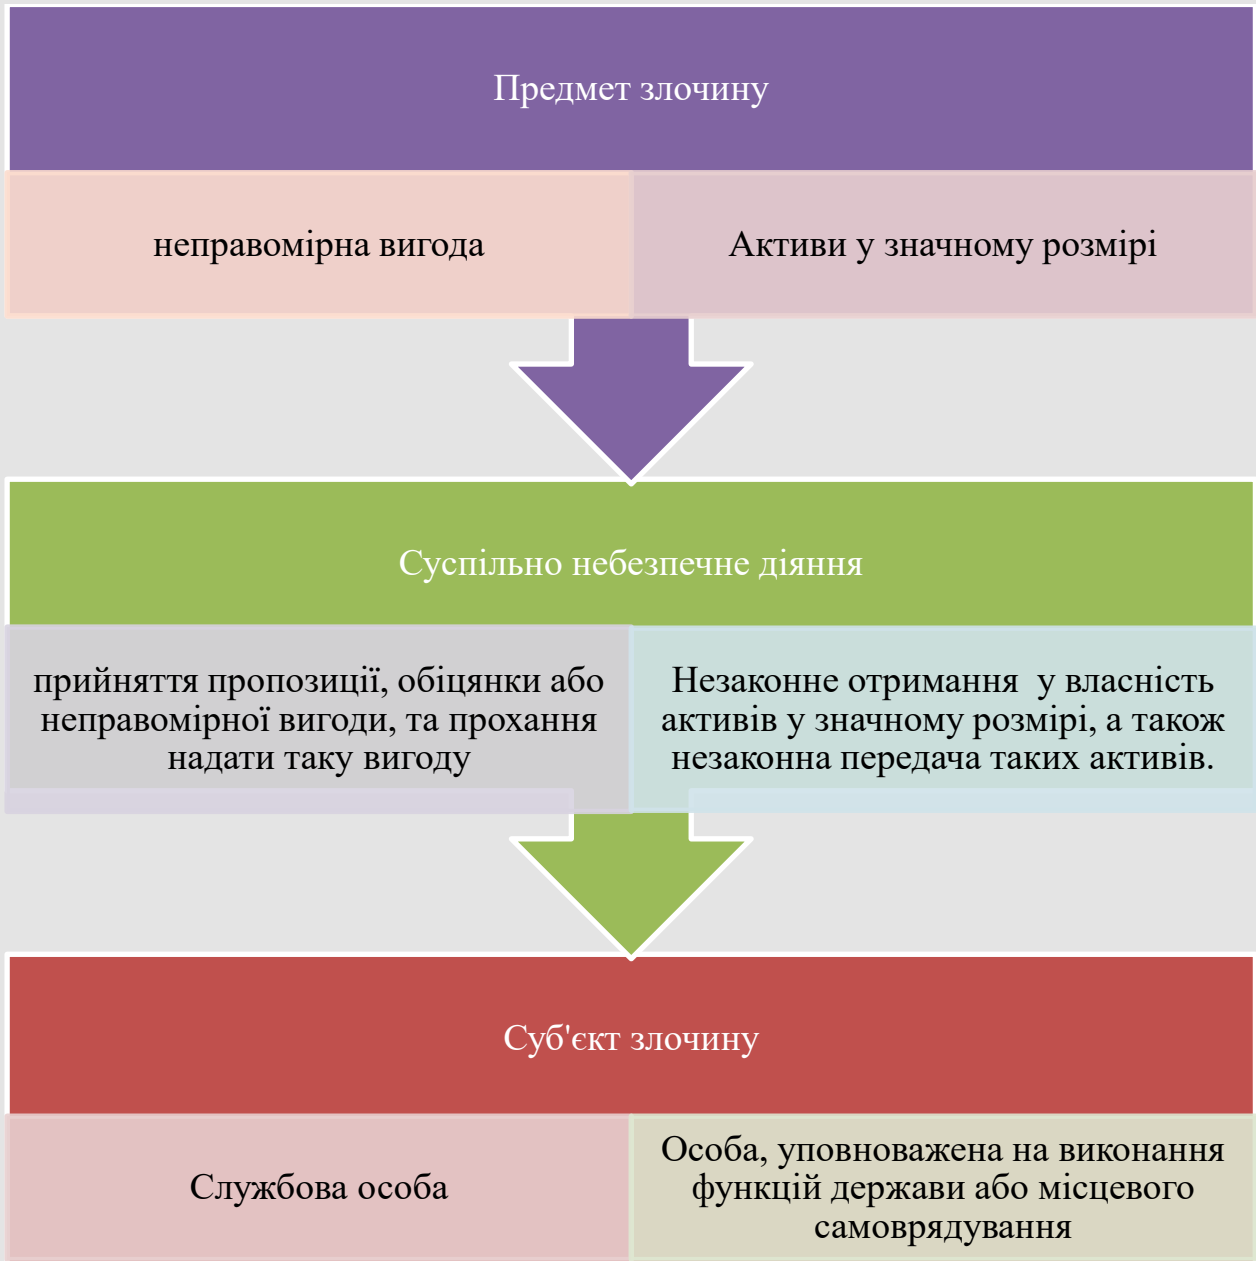 Предмет злочину
неправомірна вигода
Активи у значному розмірі
Суспільно небезпечне діяння
прийняття пропозиції, обіцянки або
неправомірної вигоди, та прохання
надати таку вигоду
Незаконне отримання  у власність
активів у значному розмірі, а також
незаконна передача таких активів.
Суб'єкт злочину
Службова особа
Особа, уповноважена на виконання
функцій держави або місцевого
самоврядування